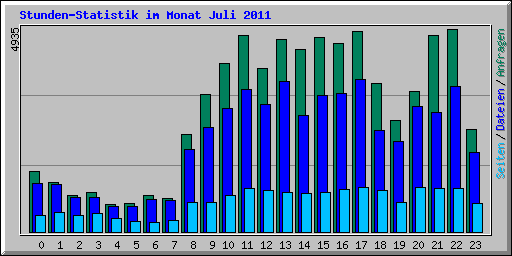 Stunden-Statistik im Monat Juli 2011
4935
Seiten / Dateien / Anfragen
0 1 2 3 4 5 6 7 8 9 10 11 12 13 14 15 16 17 18 19 20 21 22 23